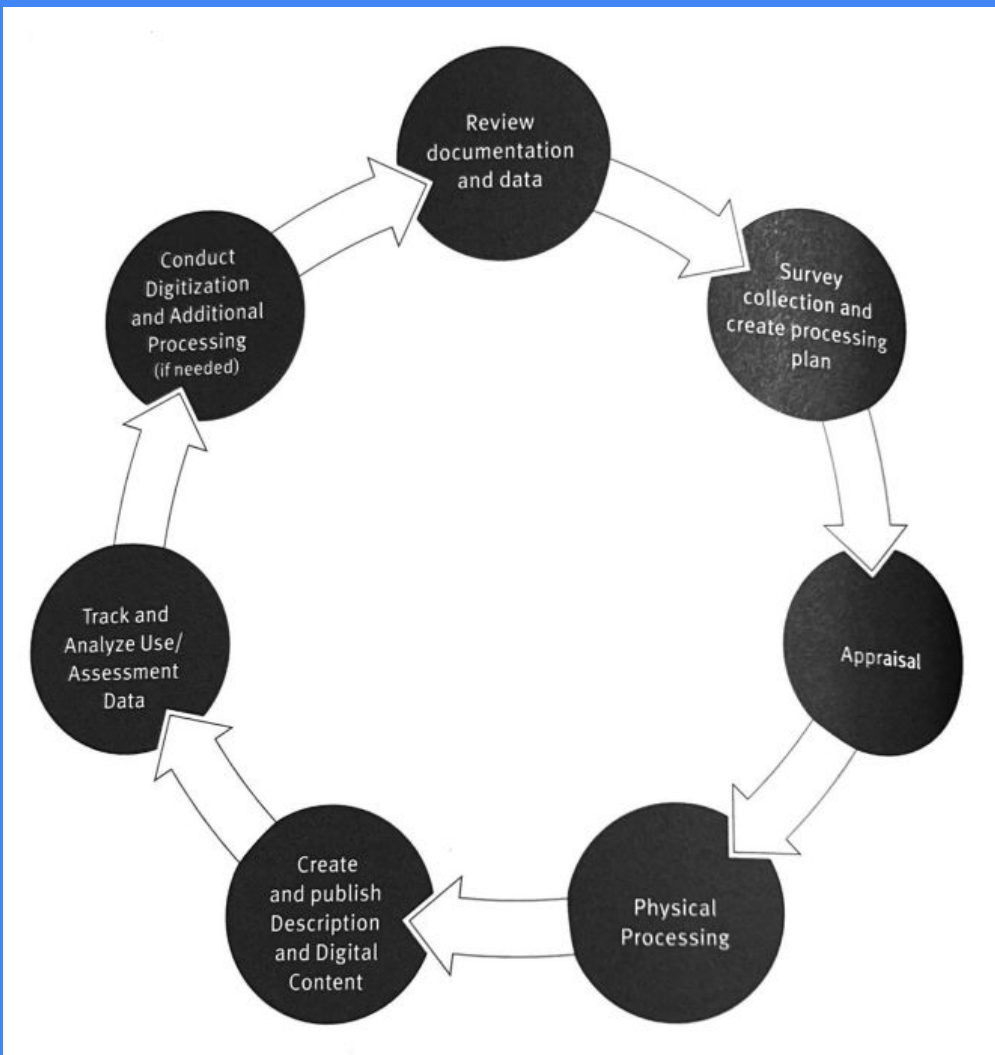 Review
documentation
and data
Survey
collection and
create processing
plan
Appraisal
Physical
Processing
Create
and publish
Description
and Digital
Content
Track and
Analyze Use/
Assessment
Data
Conduct
Digitization
and Additional
Processing
(if needed)